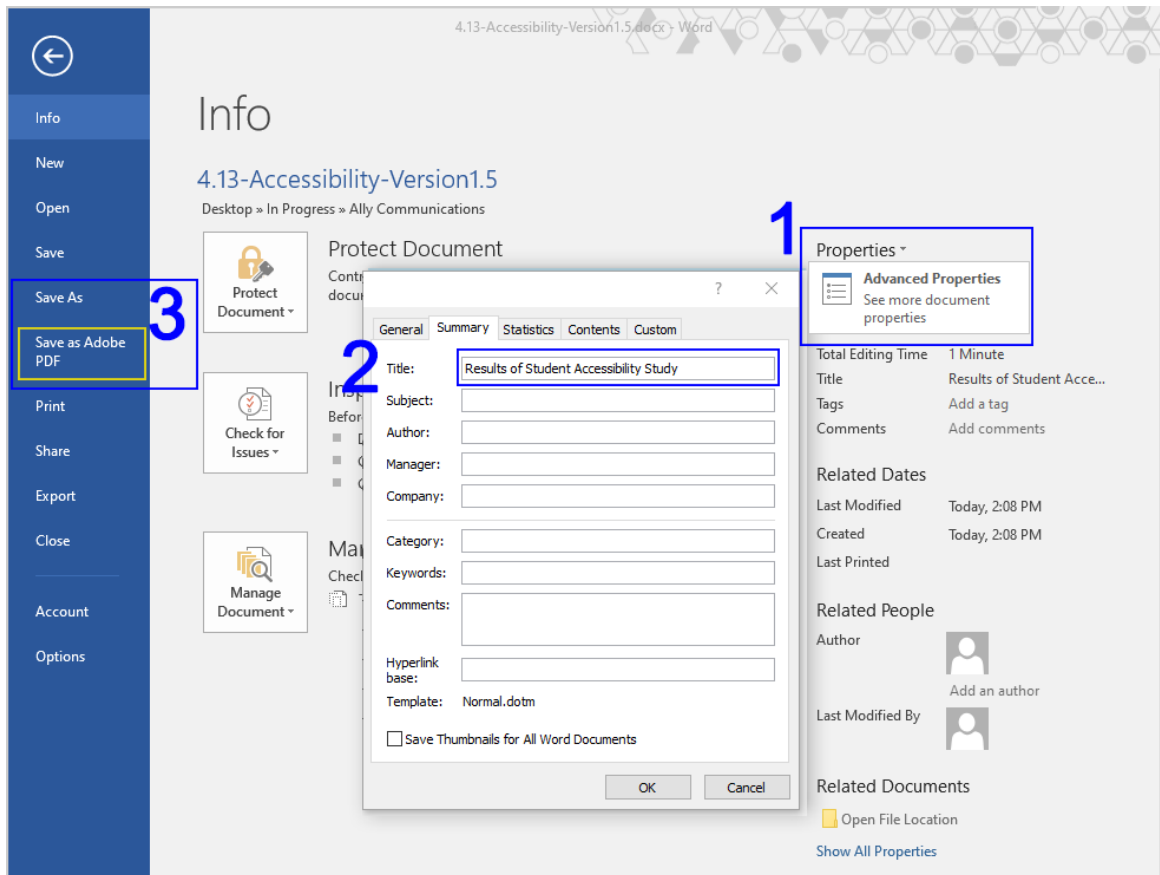 4.13-Accessibility-Version1.5.docx - Word
Info
New
Open
Save
Save As
Save as Adobe
PDF
Print
Share
Export
Close
Account
Options
3
Info
4.13-Accessibility-Version1.5
Desktop » In Progress » Ally Communications
Protect
Document
Protect Document
Check for
Issues
Manage
Document
1
Properties
Advanced Properties
See more document
properties
2
?
General Summary Statistics Contents Custom
Title: Results of Student Accessibility Study
Subject:
Author:
Manager:
Company:
Category:
Keywords:
Comments:
Hyperlink
base:
Template: Normal.dotm
Save Thumbnails for All Word Documents
OK Cancel
Total Editing Time 1 Minute
Title Results of Student Acce...
Tags Add a tag
Comments Add comments
Related Dates
Last Modified Today, 2:08 PM
Created Today, 2:08 PM
Last Printed
Related People
Author
Add an author
Last Modified By
Related Documents
Open File Location
Show All Properties